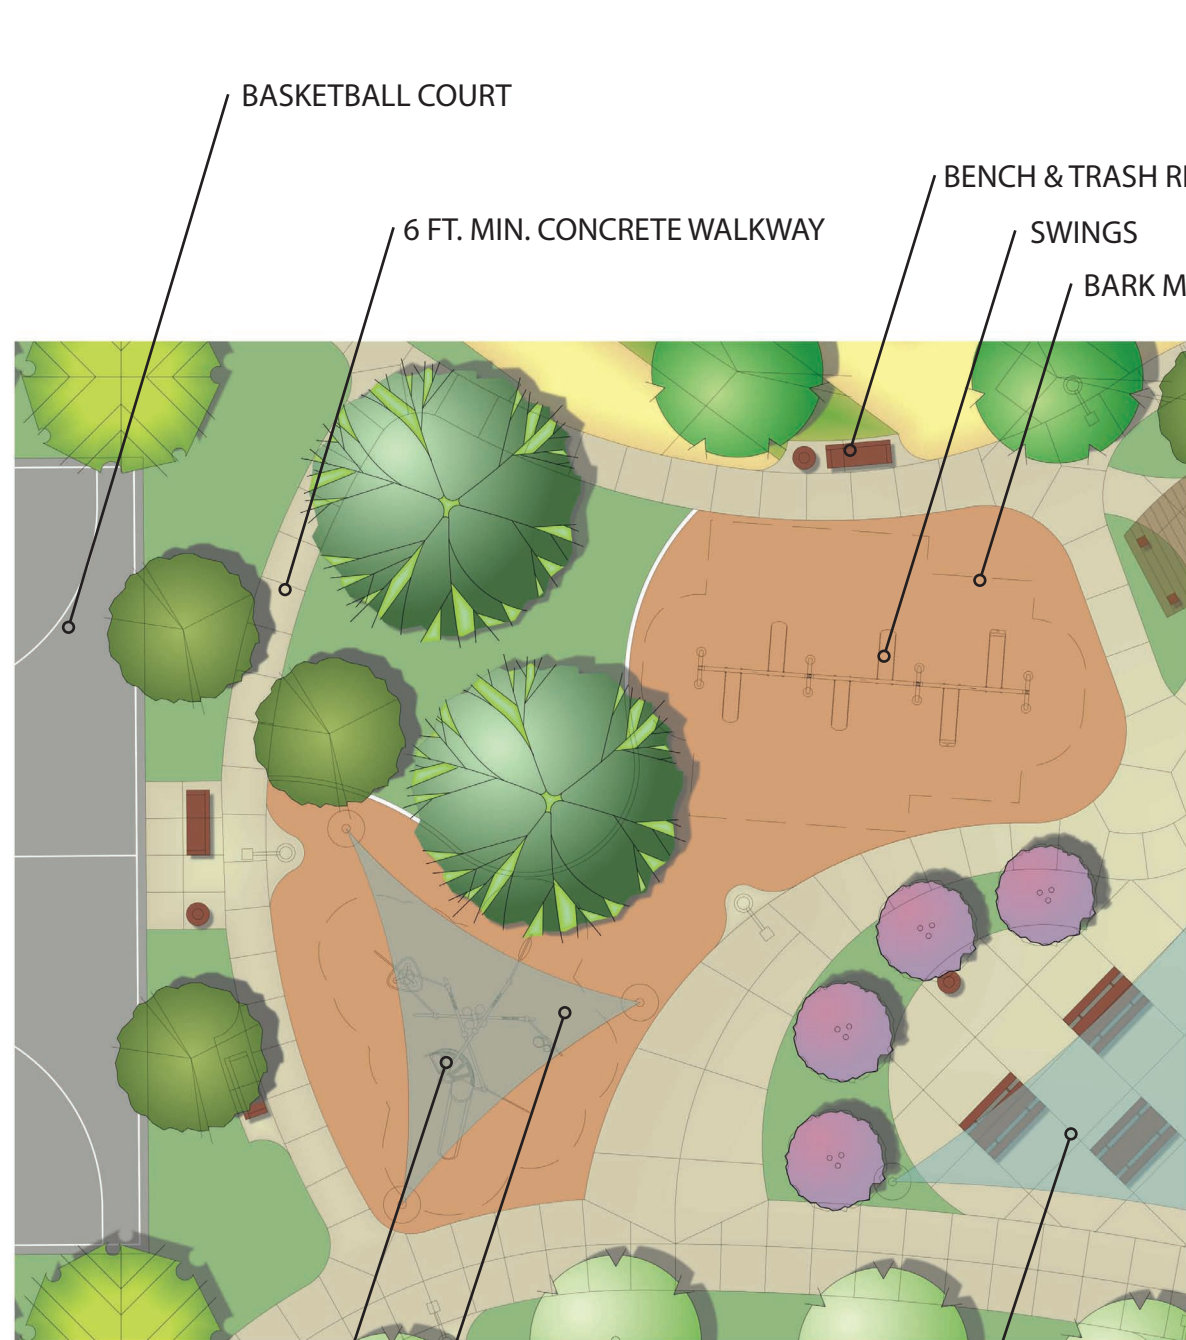 BASKETBALL COURT
BENCH & TRASH
6 FT. MIN. CONCRETE WALKWAY
SWINGS
BARK